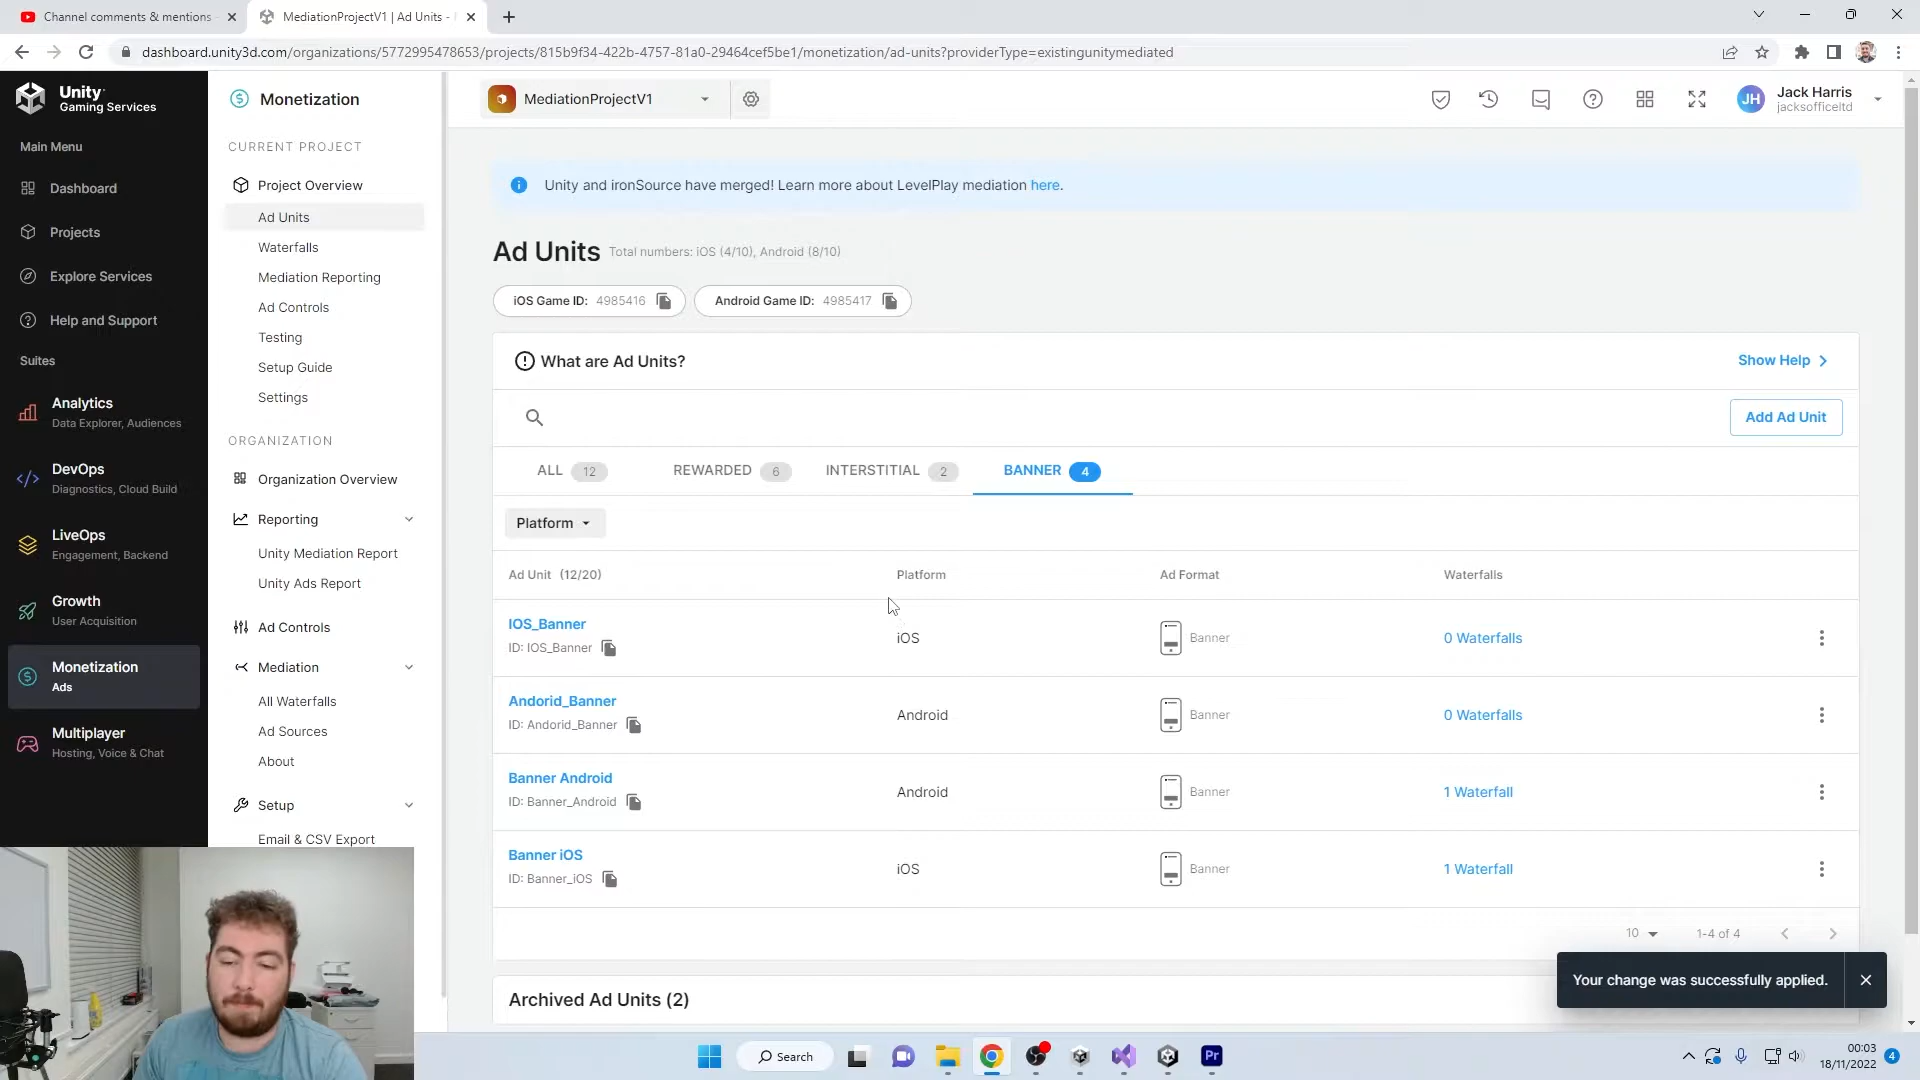 Channel comments & mentions
MediationProjectV1 | Ad Units -
dashboard.unity3d.com/organizations/5772995478653/projects/815b9f34-422b-4757-81a0-29464cef5be1/monetization/ad-units?providerType=existingunitymediated
Unity
Gaming Services
Main Menu
Dashboard
Projects
Explore Services
Help and Support
Suites
Analytics
Data Explorer, Audiences
DevOps
Diagnostics, Cloud Build
LiveOps
Engagement, Backend
Growth
User Acquisition
Monetization
Ads
Multiplayer
Hosting, Voice & Chat
Monetization
CURRENT PROJECT
Project Overview
Ad Units
Waterfalls
Mediation Reporting
Ad Controls
Testing
Setup Guide
Settings
ORGANIZATION
Organization Overview
Reporting
Unity Mediation Report
Unity Ads Report
Ad Controls
Mediation
All Waterfalls
Ad Sources
About
Setup
Email & CSV Export
MediationProjectV1
JH
Jack Harris
jacksofficeltd
Unity and ironSource have merged! Learn more about LevelPlay mediation here.
Ad Units Total numbers: iOS (4/10), Android (8/10)
iOS Game ID: 4985416
Android Game ID: 4985417
What are Ad Units?
Show Help
Add Ad Unit
ALL 12
REWARDED 6
INTERSTITIAL 2
BANNER 4
Platform
Ad Unit (12/20) Platform Ad Format Waterfalls
IOS_Banner
ID: IOS_Banner
iOS
Banner
0 Waterfalls
Andorid_Banner
ID: Andorid_Banner
Android
Banner
0 Waterfalls
Banner Android
ID: Banner_Android
Android
Banner
1 Waterfall
Banner iOS
ID: Banner_iOS
iOS
Banner
1 Waterfall
10
1-4 of 4
Your change was successfully applied.
Archived Ad Units (2)
Search
Pr
00:03
18/11/2022
4